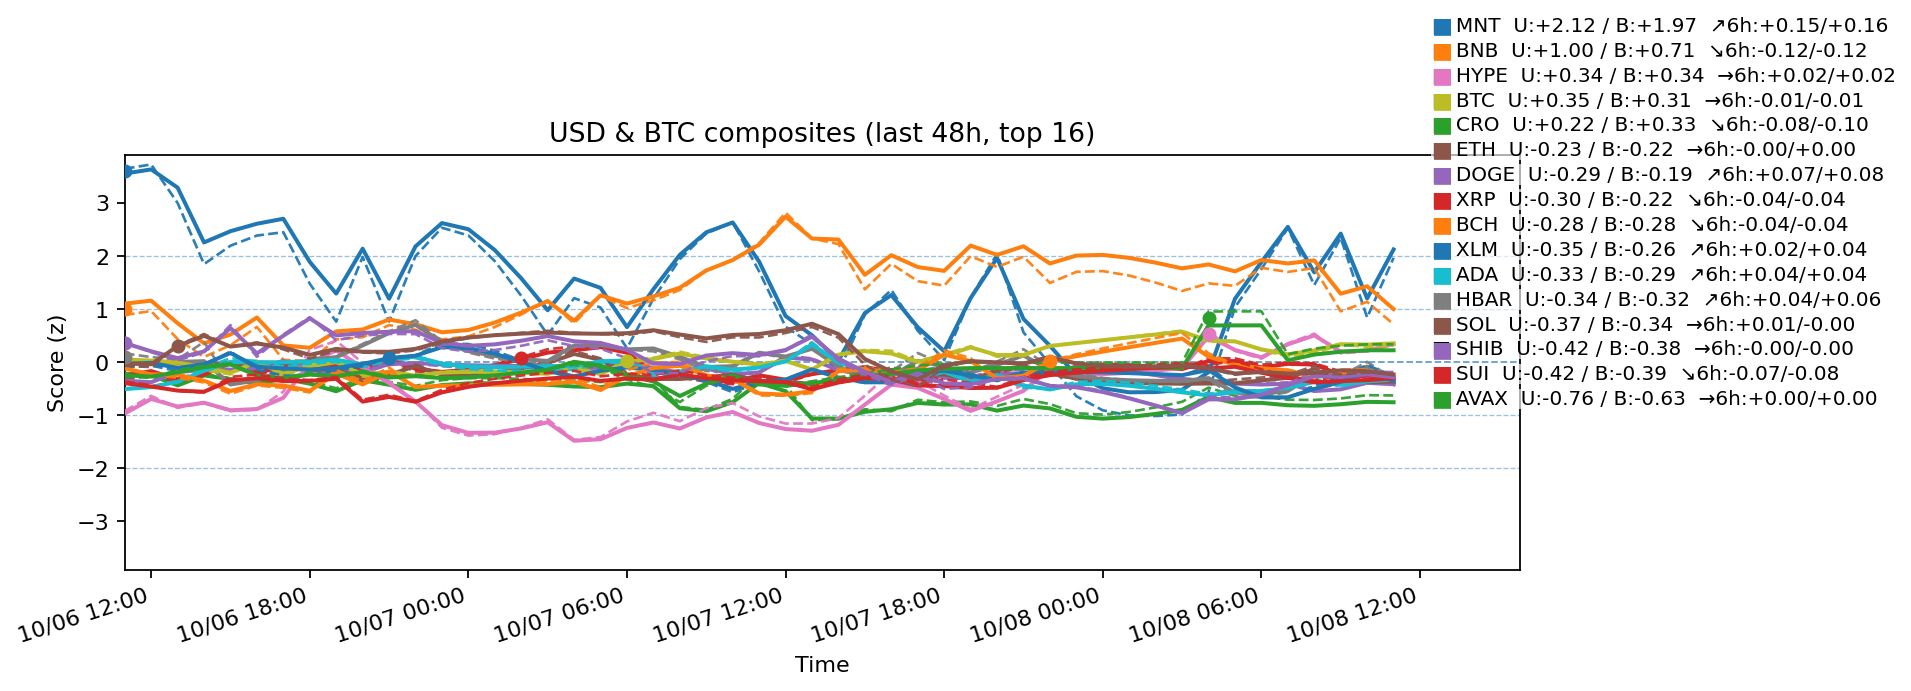 MNT  U:+2.12 / B:+1.97  ↗6h:+0.15/+0.16
BNB  U:+1.00 / B:+0.71  ↘6h:-0.12/-0.12
HYPE  U:+0.34 / B:+0.34  →6h:+0.02/+0.02
BTC  U:+0.35 / B:+0.31  →6h:-0.01/-0.01
CRO  U:+0.22 / B:+0.33  ↘6h:-0.08/-0.10
ETH  U:-0.23 / B:-0.22  →6h:-0.00/+0.00
DOGE  U:-0.29 / B:-0.19  ↗6h:+0.07/+0.08
XRP  U:-0.30 / B:-0.22  ↘6h:-0.04/-0.04
BCH  U:-0.28 / B:-0.28  ↘6h:-0.04/-0.04
XLM  U:-0.35 / B:-0.26  ↗6h:+0.02/+0.04
ADA  U:-0.33 / B:-0.29  ↗6h:+0.04/+0.04
HBAR  U:-0.34 / B:-0.32  ↗6h:+0.04/+0.06
SOL  U:-0.37 / B:-0.34  →6h:+0.01/-0.00
SHIB  U:-0.42 / B:-0.38  →6h:-0.00/-0.00
SUI  U:-0.42 / B:-0.39  ↘6h:-0.07/-0.08
AVAX  U:-0.76 / B:-0.63  →6h:+0.00/+0.00
USD & BTC composites (last 48h, top 16)
Score (z)
3
2
1
0
−1
−2
−3
10/06 12:00
10/06 18:00
10/07 00:00
10/07 06:00
10/07 12:00
10/07 18:00
10/08 00:00
10/08 06:00
10/08 12:00
Time